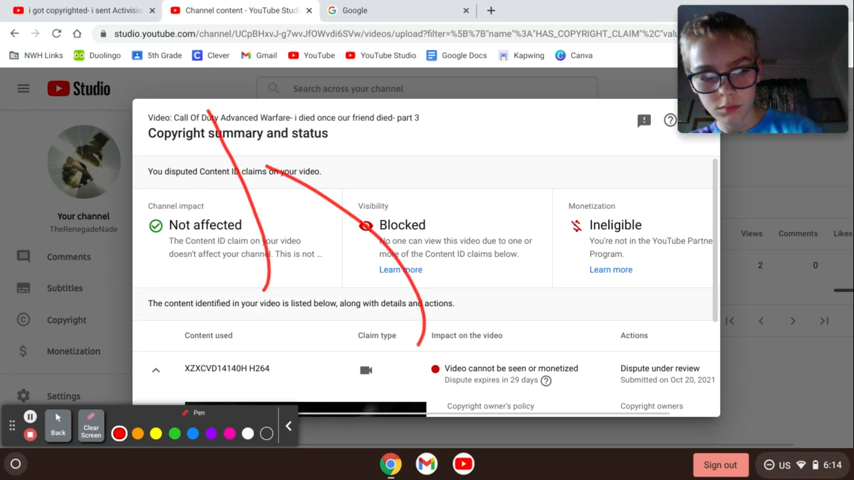 i got copyrighted- i sent Activision
Channel content - YouTube Studi
Google
studio.youtube.com/channel/UCpBHxvJ-g7wvJfOWvdi6SVw/videos/upload?filter=%5B%7B"name"%3A"HAS_COPYRIGHT_CLAIM"%2C"valu
NWH Links
Duolingo
5th Grade
Clever
Gmail
YouTube
YouTube Studio
Google Docs
Kapwing
Canva
Studio
Search across your channel
Video: Call Of Duty Advanced Warfare- i died once our friend died- part 3
Copyright summary and status
You disputed Content ID claims on your video.
Channel impact
Not affected
The Content ID claim on your video
doesn't affect your channel. This is not ...
Visibility
Blocked
No one can view this video due to one or
more of the Content ID claims below.
Learn more
Monetization
Ineligible
You're not in the YouTube Partne
Program.
Learn more
The content identified in your video is listed below, along with details and actions.
Content used
Claim type
Impact on the video
Actions
XZXCVD14140H H264
Video cannot be seen or monetized
Dispute expires in 29 days
Dispute under review
Submitted on Oct 20, 2021
Copyright owner's policy
Copyright owners
Your channel
TheRenegadeNade
Comments
Subtitles
Copyright
Monetization
Settings
Views
Comments
Likes
2
0
Pen
Back
Clear
Screen
Sign out
US
6:14